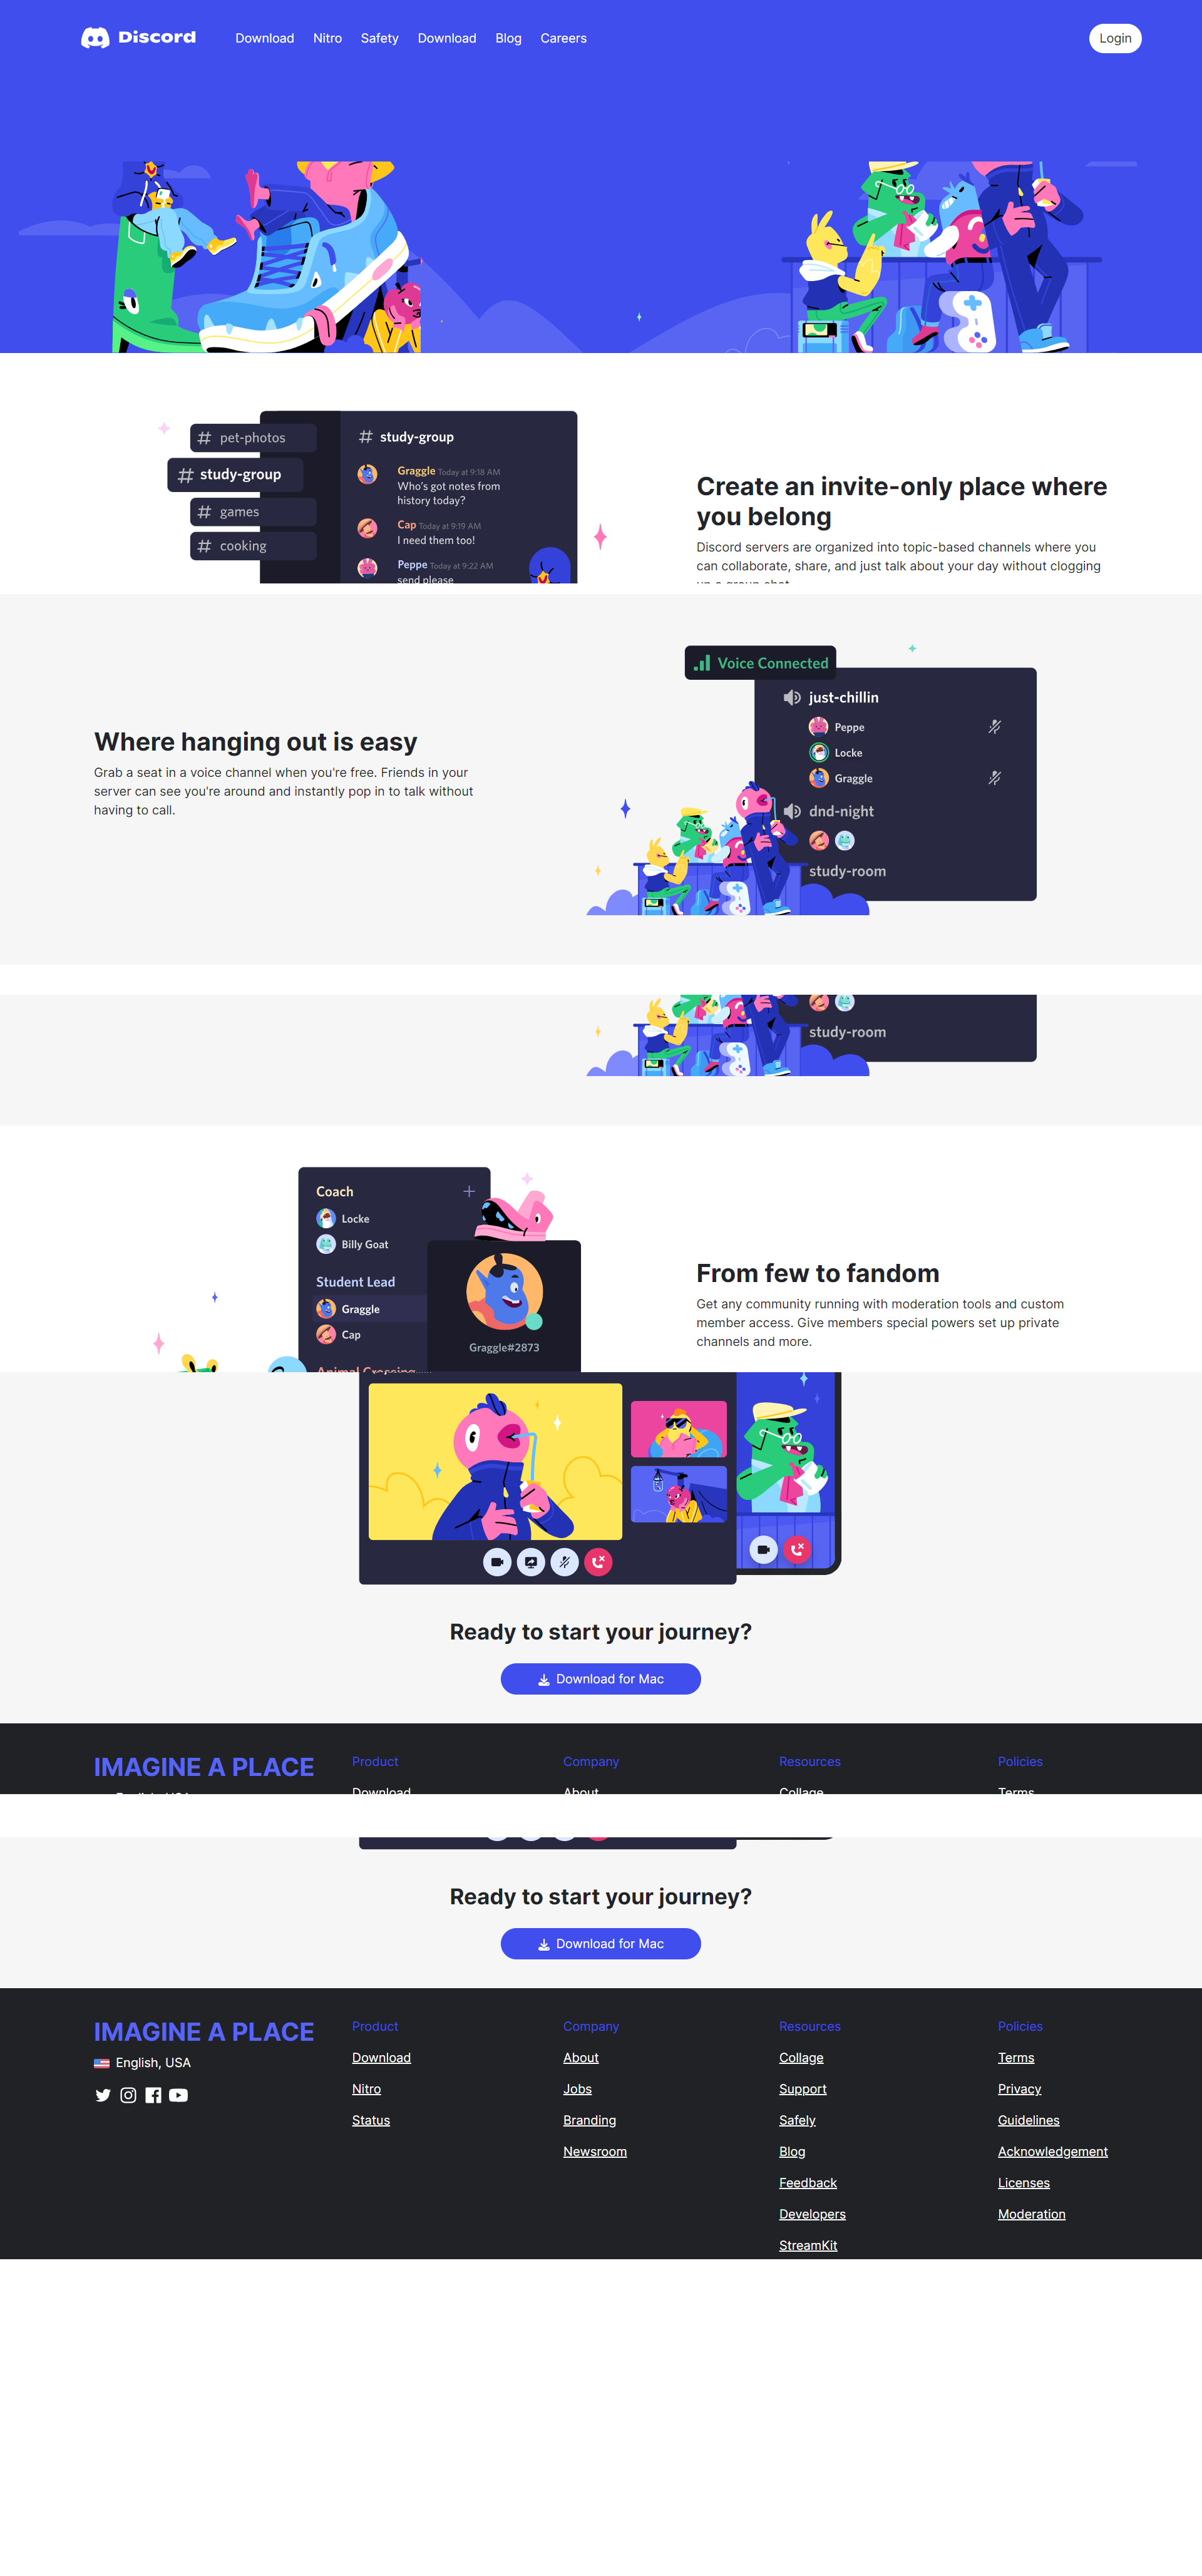 Discord Download Nitro Safety Download Blog Careers Login
# pet-photos
# study-group
# games
# cooking
# study-group
Graggle Today at 9:18 AM
Who's got notes from
history today?
Cap Today at 9:19 AM
I need them too!
Peppe Today at 9:22 AM
send please
Create an invite-only place where
you belong
Discord servers are organized into topic-based channels where you
can collaborate, share, and just talk about your day without clogging
up a group chat.
Where hanging out is easy
Grab a seat in a voice channel when you're free. Friends in your
server can see you're around and instantly pop in to talk without
having to call.
Voice Connected
just-chillin
Peppe
Locke
Graggle
dnd-night
study-room
study-room
Coach
Locke
Billy Goat
Student Lead
Graggle
Cap
Animal Crossing
Graggle#2873
From few to fandom
Get any community running with moderation tools and custom
member access. Give members special powers set up private
channels and more.
Ready to start your journey?
Download for Mac
IMAGINE A PLACE
English, USA
Product
Download
Company
About
Resources
Collage
Policies
Terms
Ready to start your journey?
Download for Mac
IMAGINE A PLACE
English, USA
Product
Download
Nitro
Status
Company
About
Jobs
Branding
Newsroom
Resources
Collage
Support
Safely
Blog
Feedback
Developers
StreamKit
Policies
Terms
Privacy
Guidelines
Acknowledgement
Licenses
Moderation